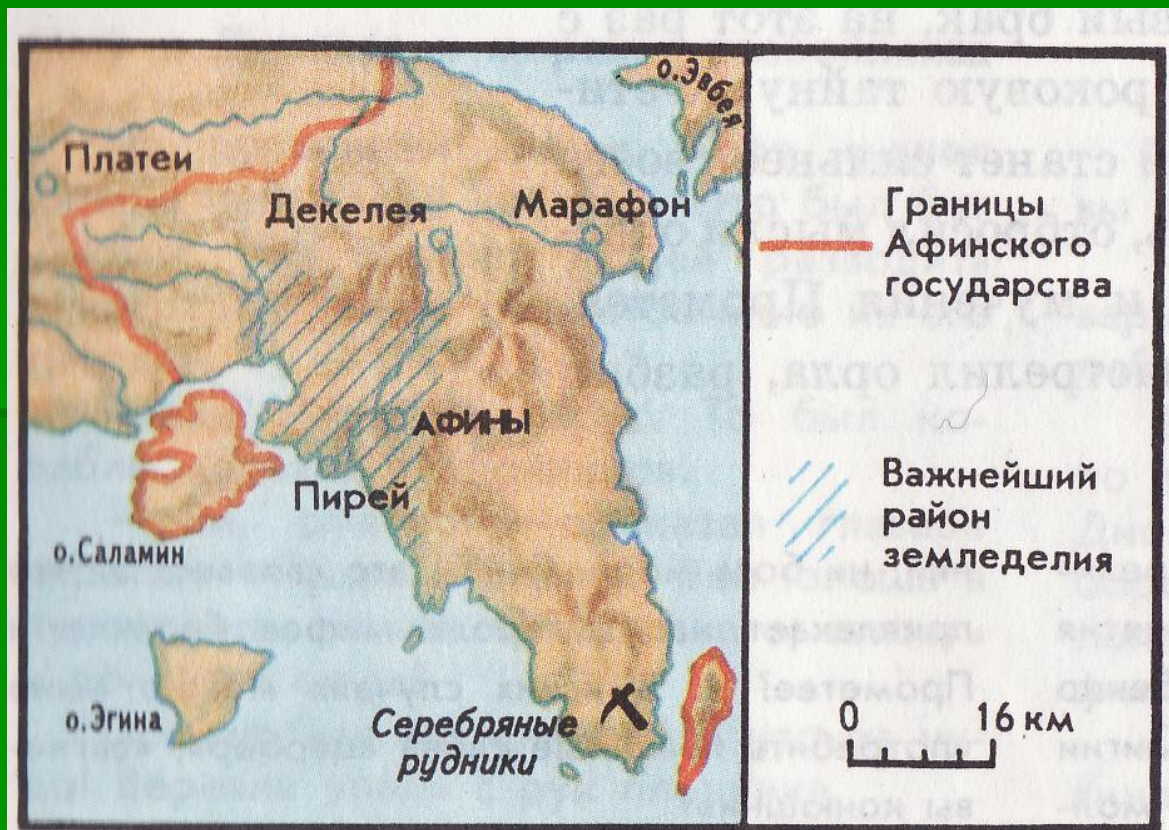 о.Эвбея
Платеи
Декелея
Марафон
АФИНЫ
Пирей
о.Саламин
о.Эгина
Серебряные
рудники
Границы
Афинского
государства
Важнейший
район
земледелия
0 16 км